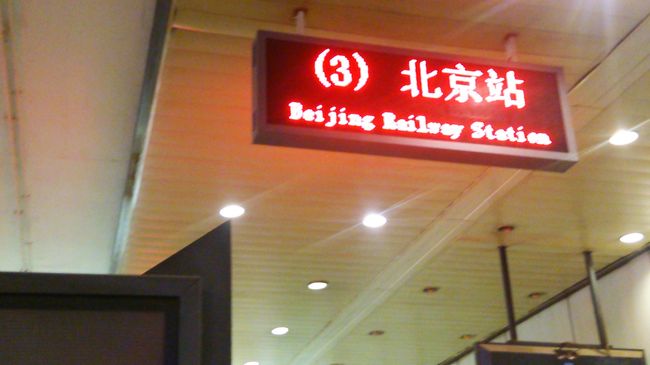 (3) 北京站
Beijing Railway Station